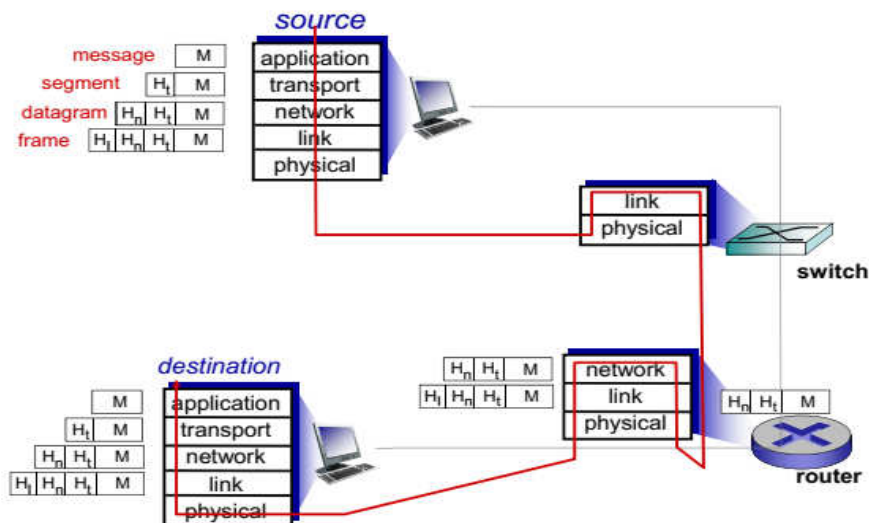 source
message M
segment Ht M
datagram Hn Ht M
frame Hl Hn Ht M
application
transport
network
link
physical
link
physical
switch
destination
M
Ht M
Hn Ht M
Hl Hn Ht M
application
transport
network
link
physical
Hn Ht M
Hl Hn Ht M
network
link
physical
Hn Ht M
router